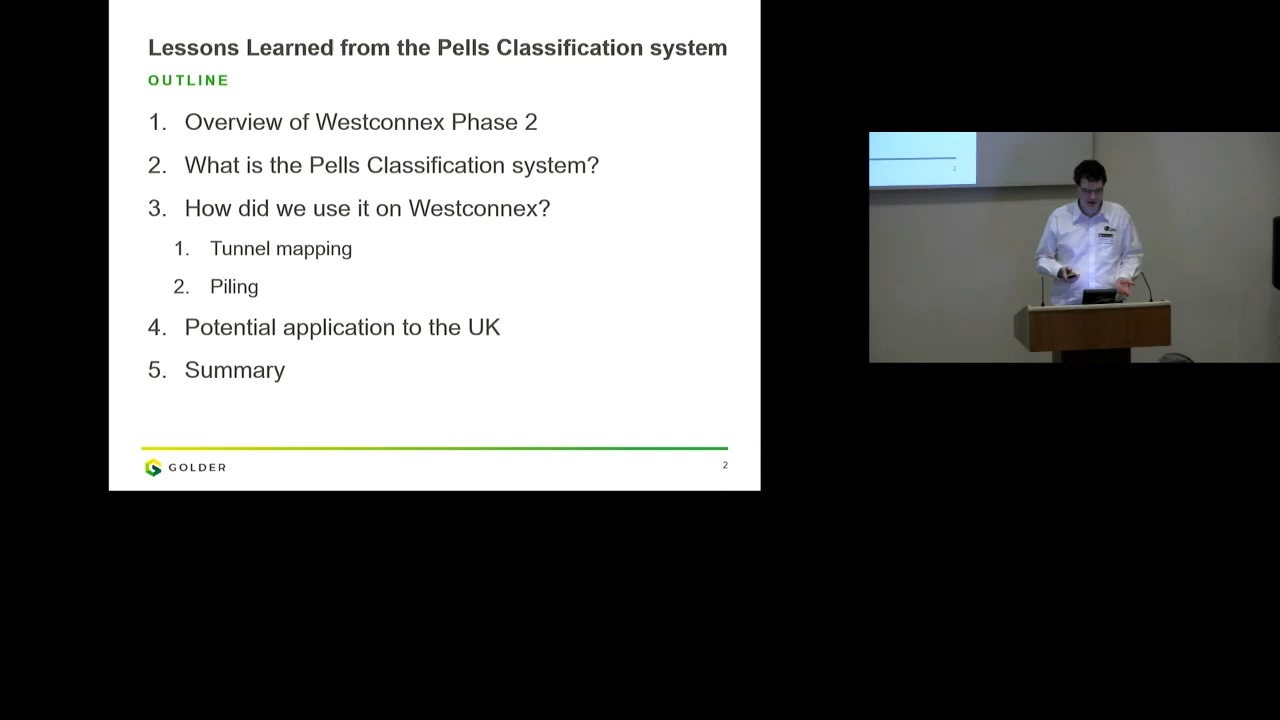 Lessons Learned from the Pells Classification system
OUTLINE
1. Overview of Westconnex Phase 2
2. What is the Pells Classification system?
3. How did we use it on Westconnex?
1. Tunnel mapping
2. Piling
4. Potential application to the UK
5. Summary
GOLDER
2